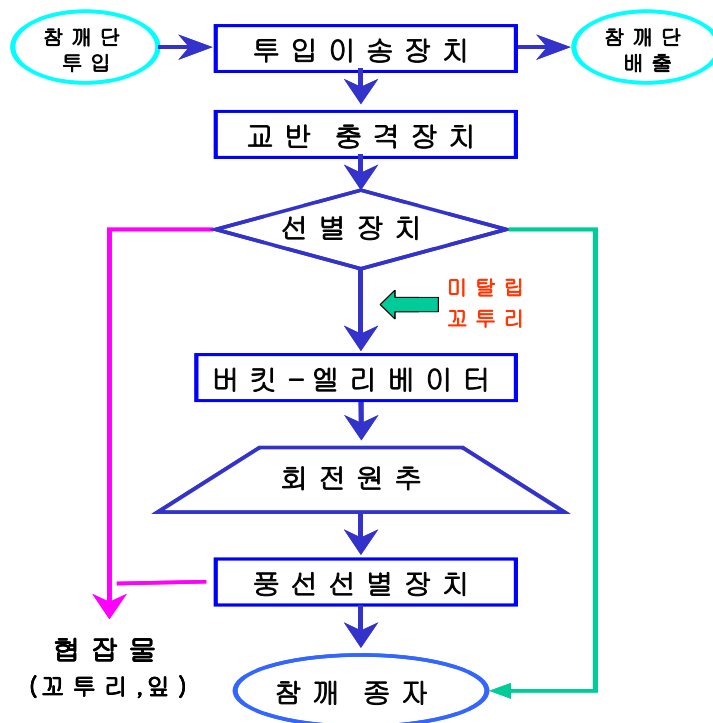 참깨단
투입
투입이송장치
참깨단
배출
교반 충격장치
선별장치
미탈립
꼬투리
버킷-엘리베이터
회전원추
풍선선별장치
협잡물
(꼬투리,잎)
참깨 종자